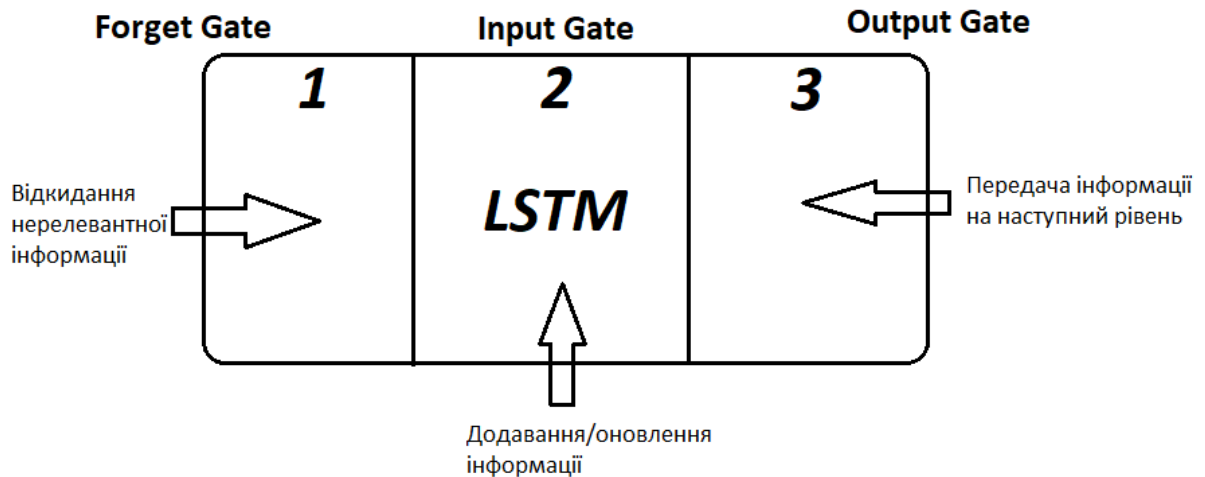 Forget Gate
Input Gate
Output Gate
1
2
3
LSTM
Відкидання
нерелевантної
інформації
Передача інформації
на наступний рівень
Додавання/оновлення
інформації